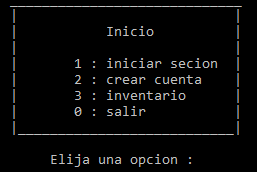 Inicio
1 : iniciar secion
2 : crear cuenta
3 : inventario
0 : salir
Elija una opcion :